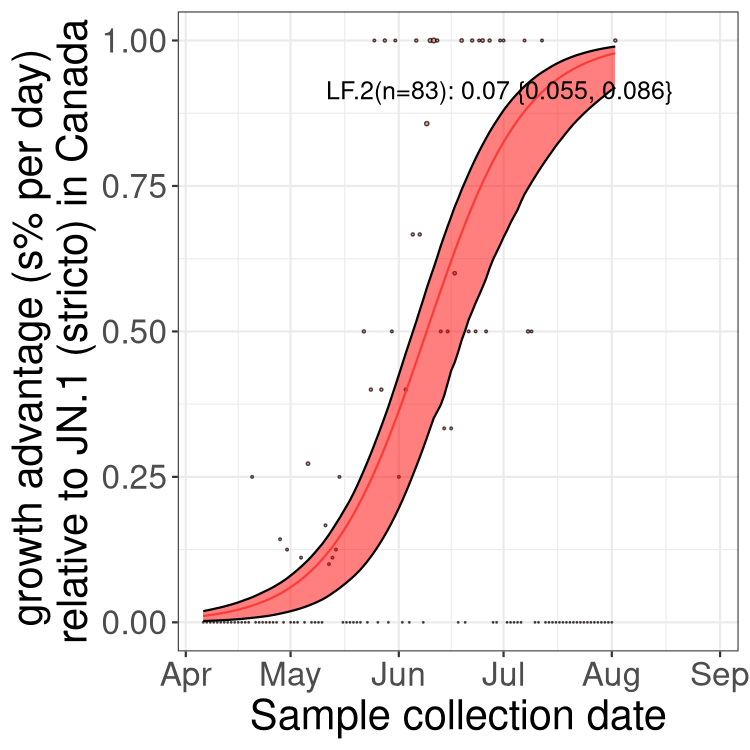 growth advantage (s% per day)
relative to JN.1 (stricto) in Canada
1.00
0.75
0.50
0.25
0.00
LF.2(n=83): 0.07 {0.055, 0.086}
Apr May Jun Jul Aug Sep
Sample collection date